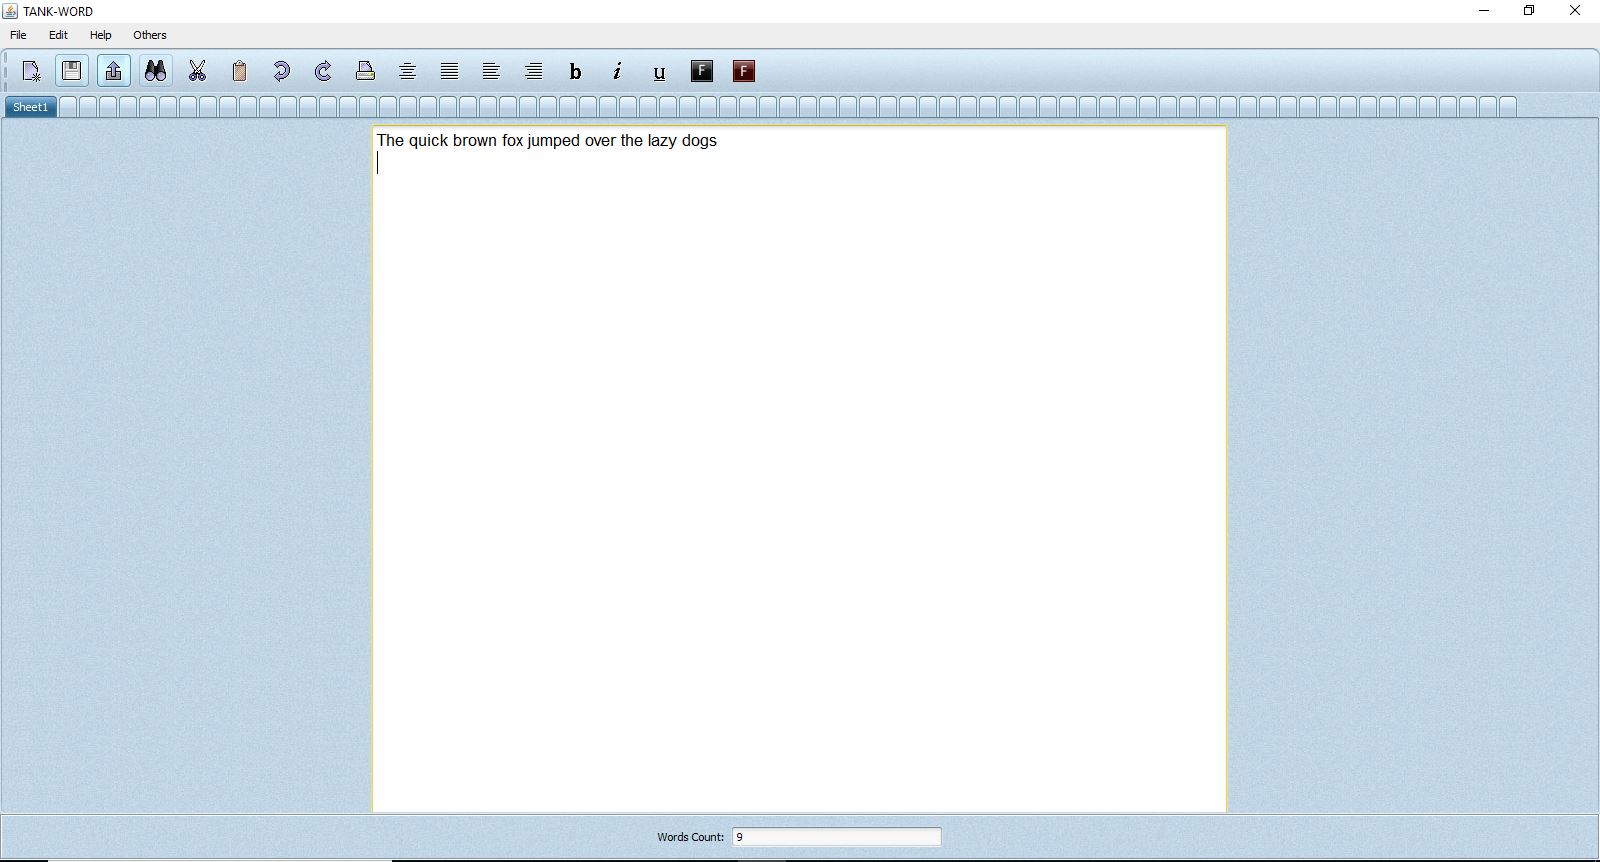 TANK-WORD
File Edit Help Others
b i u F F
Sheet1
The quick brown fox jumped over the lazy dogs
Words Count: 9